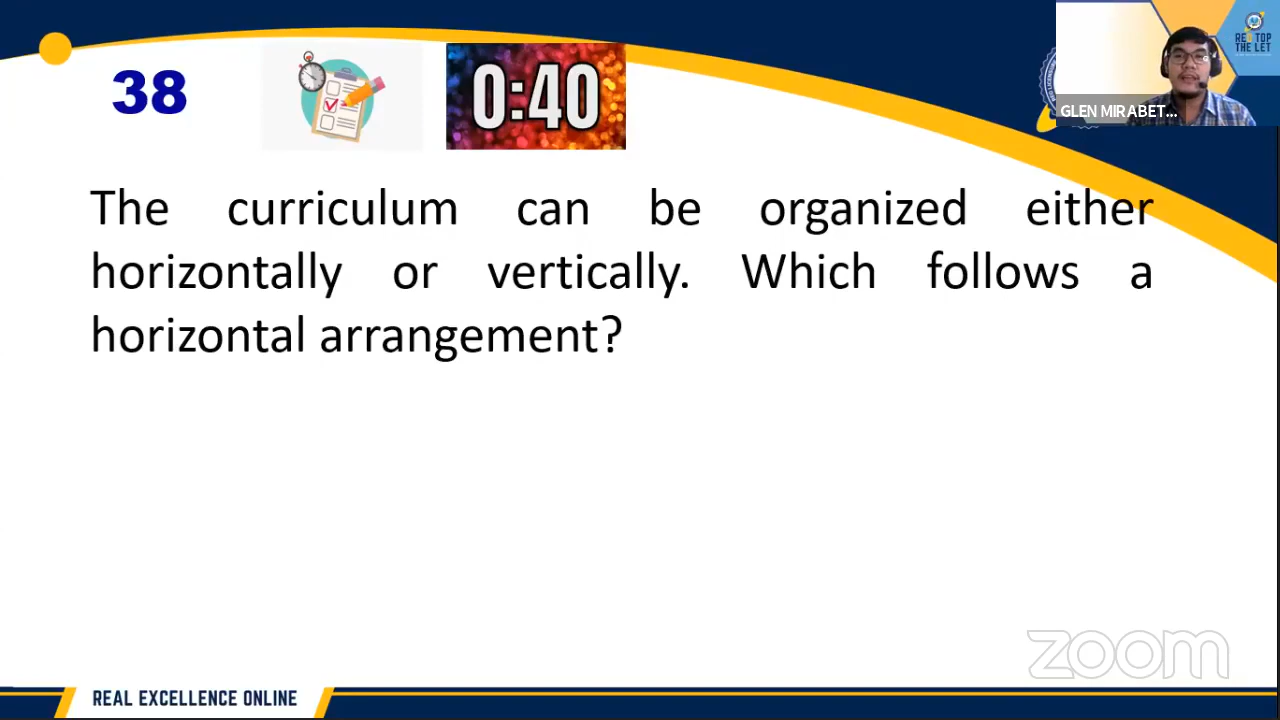 38
0:40
RE TOP
THE LET
GLEN MIRABET...
The curriculum can be organized either
horizontally or vertically. Which follows a
horizontal arrangement?
zoom
REAL EXCELLENCE ONLINE